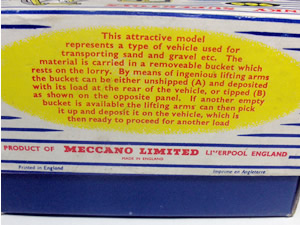 This attractive model
represents a type of vehicle used for
transporting sand and gravel etc. The
material is carried in a removeable bucket which
rests on the lorry. By means of ingenious lifting arms
the bucket can be either unshipped (A) and deposited
with its load at the rear of the vehicle, or tipped (B)
as shown on the opposite panel. If another empty
bucket is available the lifting arms can then pick
it up and deposit it on the vehicle, which is
then ready to proceed for another load
PRODUCT OF MECCANO LIMITED LIVERPOOL ENGLAND
MADE IN ENGLAND
Printed in England Imprimé en Angleterre